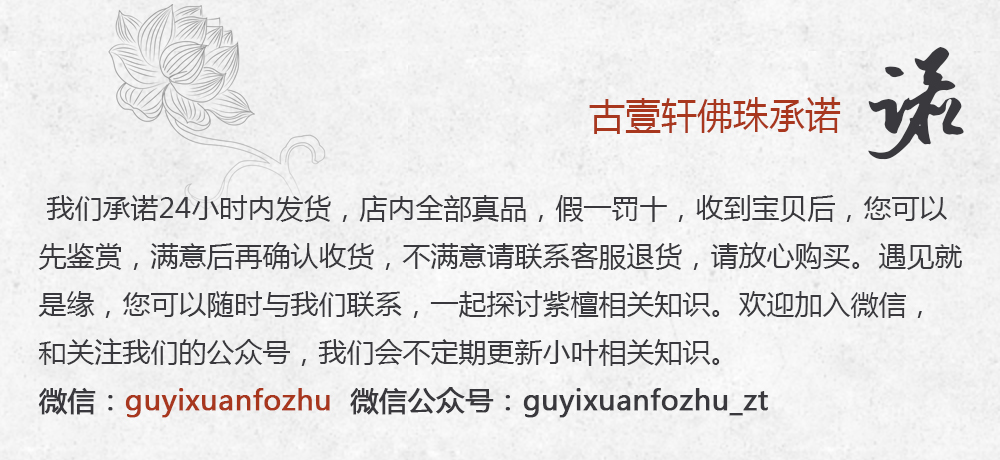 古壹轩佛珠承诺 诺
我们承诺24小时内发货，店内全部真品，假一罚十，收到宝贝后，您可以
先鉴赏，满意后再确认收货，不满意请联系客服退货，请放心购买。遇见就
是缘，您可以随时与我们联系，一起探讨紫檀相关知识。欢迎加入微信，
和关注我们的公众号，我们会不定期更新小叶相关知识。
微信：guyixuanfozhu 微信公众号：guyixuanfozhu_zt